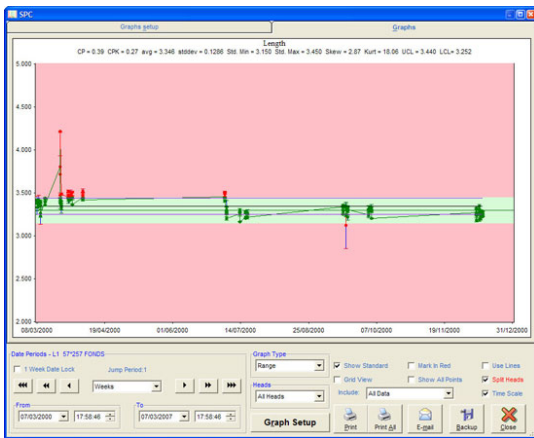 SPC
Graphs setup
Graphs
Length
CP = 0.39 CPK = 0.27 avg = 3.346 stddev = 0.1286 Std. Min = 3.150 Std. Max = 3.450 Skew = 2.87 Kurt = 18.06 UCL = 3.440 LCL= 3.252
5.000
4.500
4.000
3.500
3.000
2.500
2.000
08/03/2000 19/04/2000 01/06/2000 14/07/2000 25/08/2000 07/10/2000 19/11/2000 31/12/2000
Date Periods - L1 57*257 FONDS
1 Week Date Lock
Jump Period:1
Weeks
From
07/03/2000 17:58:46
To
07/03/2007 17:58:46
Graph Type
Range
Heads
All Heads
Graph Setup
Show Standard
Mark In Red
Use Lines
Grid View
Show All Points
Split Heads
Include:
All Data
Time Scale
Print
Print All
E-mail
Backup
Close